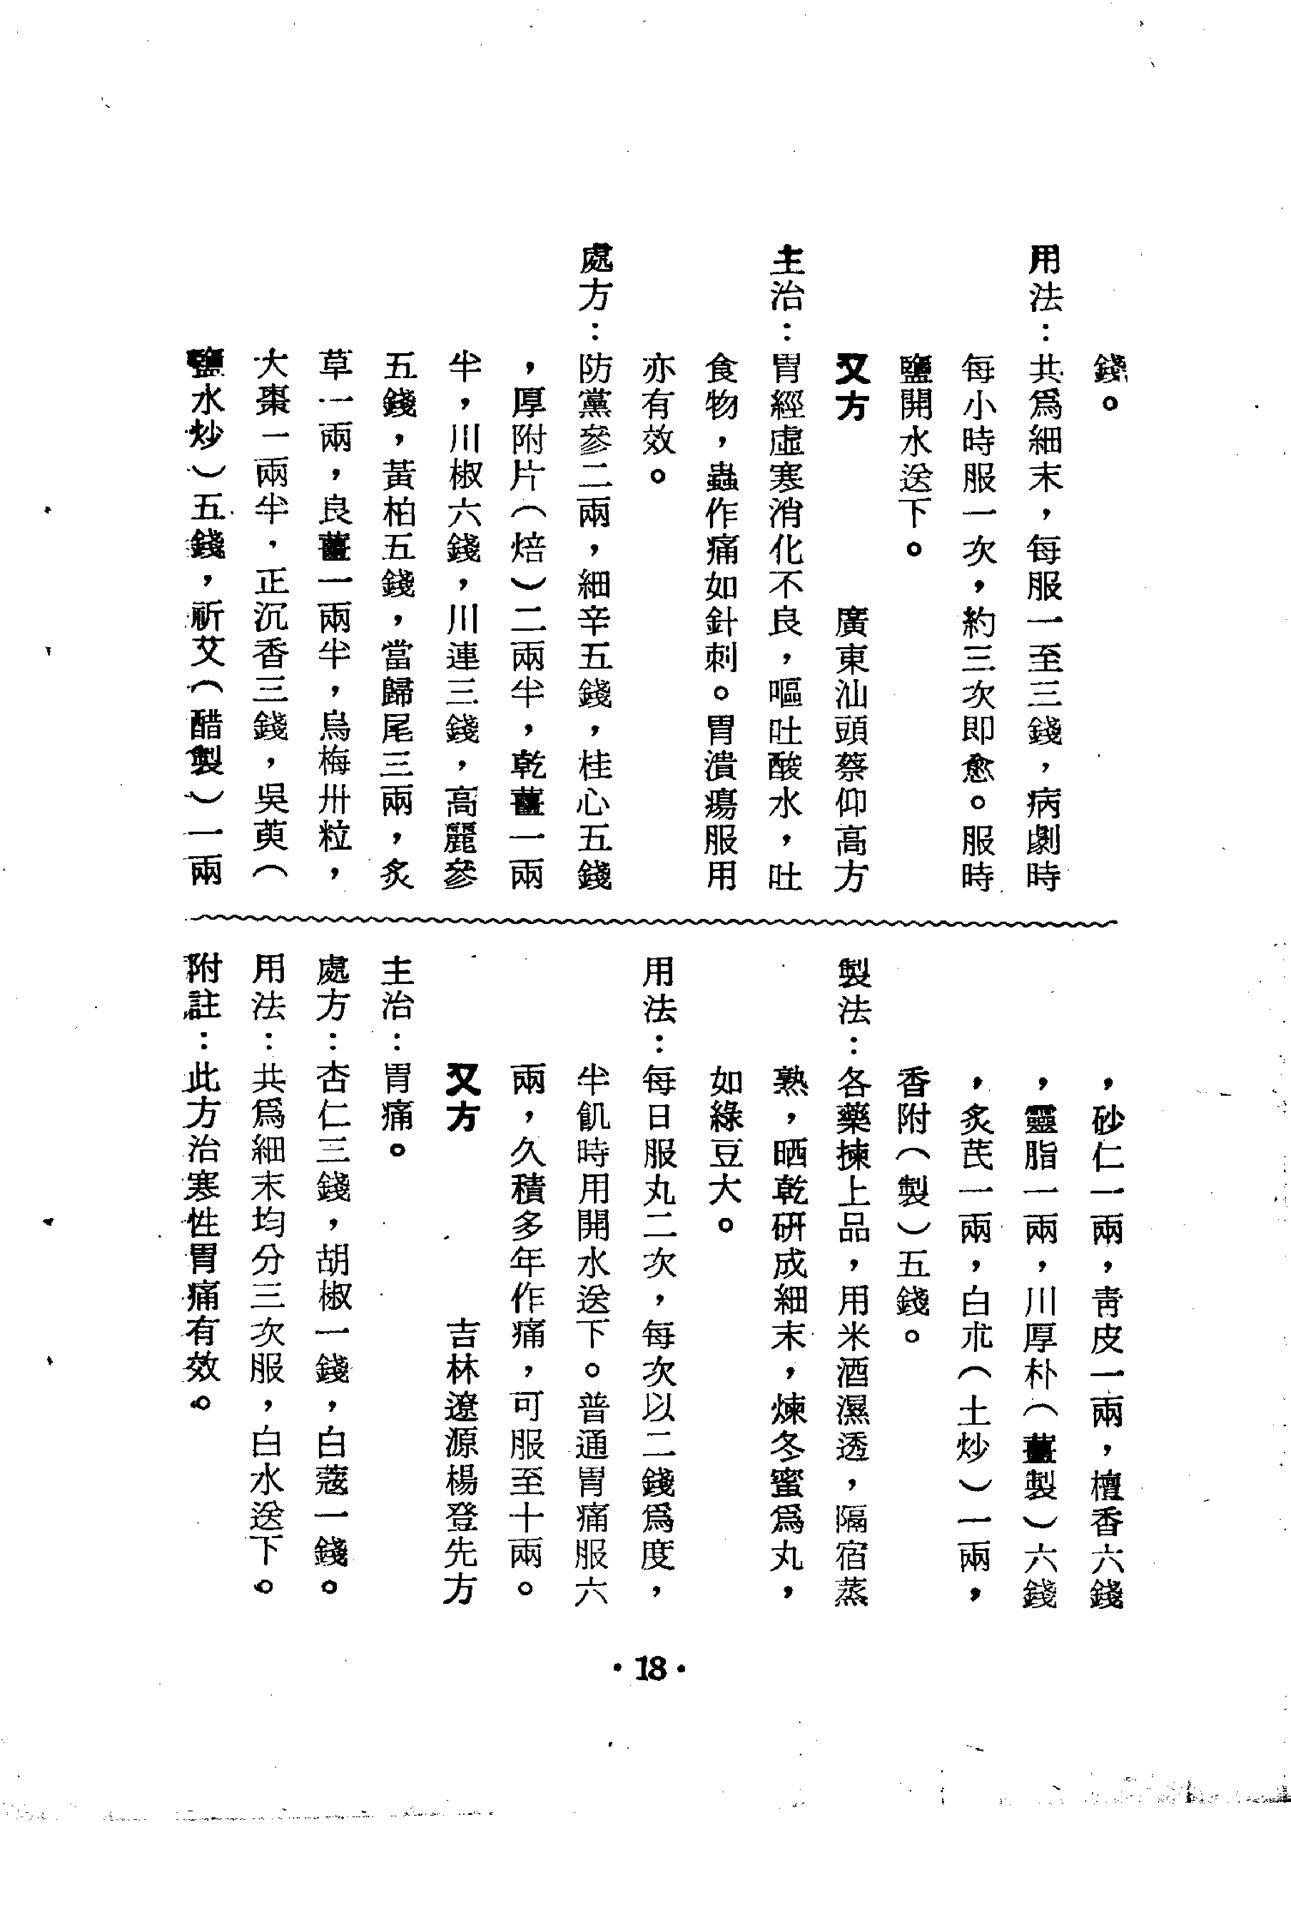 錢。
用法：共爲細末，每服一至三錢，病劇時
每小時服一次，約三次即愈。服時
鹽開水送下。
又方　廣東汕頭蔡仰高方
主治：胃經虛寒消化不良，嘔吐酸水，吐
食物，蟲作痛如針刺。胃潰瘍服用
亦有效。
處方：防黨參二兩，細辛五錢，桂心五錢
，厚附片（焙）二兩半，乾薑一兩
半，川椒六錢，川連三錢，高麗參
五錢，黃柏五錢，當歸尾三兩，炙
草一兩，良薑一兩半，烏梅卅粒，
大棗一兩半，正沉香三錢，吳萸（
鹽水炒）五錢，祈艾（醋製）一兩
，砂仁一兩，靑皮一兩，檀香六錢
，靈脂一兩，川厚朴（薑製）六錢
，炙芪一兩，白朮（土炒）一兩，
香附（製）五錢。
製法：各藥揀上品，用米酒濕透，隔宿蒸
熟，晒乾研成細末，煉冬蜜爲丸，
如綠豆大。
用法：每日服丸二次，每次以二錢爲度，
半飢時用開水送下。普通胃痛服六
兩，久積多年作痛，可服至十兩。
又方　吉林遼源楊登先方
主治：胃痛。
處方：杏仁三錢，胡椒一錢，白蔻一錢。
用法：共爲細末均分三次服，白水送下。
附註：此方治寒性胃痛有效。
·18·